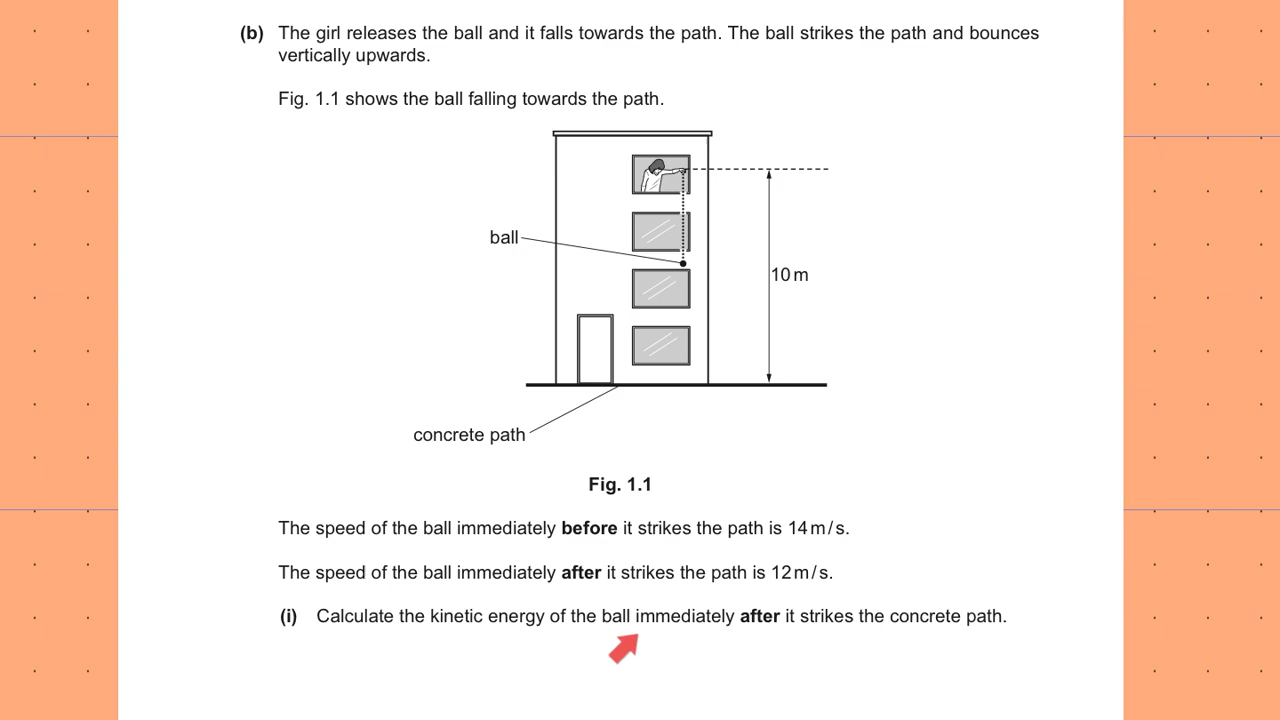 (b) The girl releases the ball and it falls towards the path. The ball strikes the path and bounces
vertically upwards.
Fig. 1.1 shows the ball falling towards the path.
ball
10 m
concrete path
Fig. 1.1
The speed of the ball immediately before it strikes the path is 14 m/s.
The speed of the ball immediately after it strikes the path is 12 m/s.
(i) Calculate the kinetic energy of the ball immediately after it strikes the concrete path.